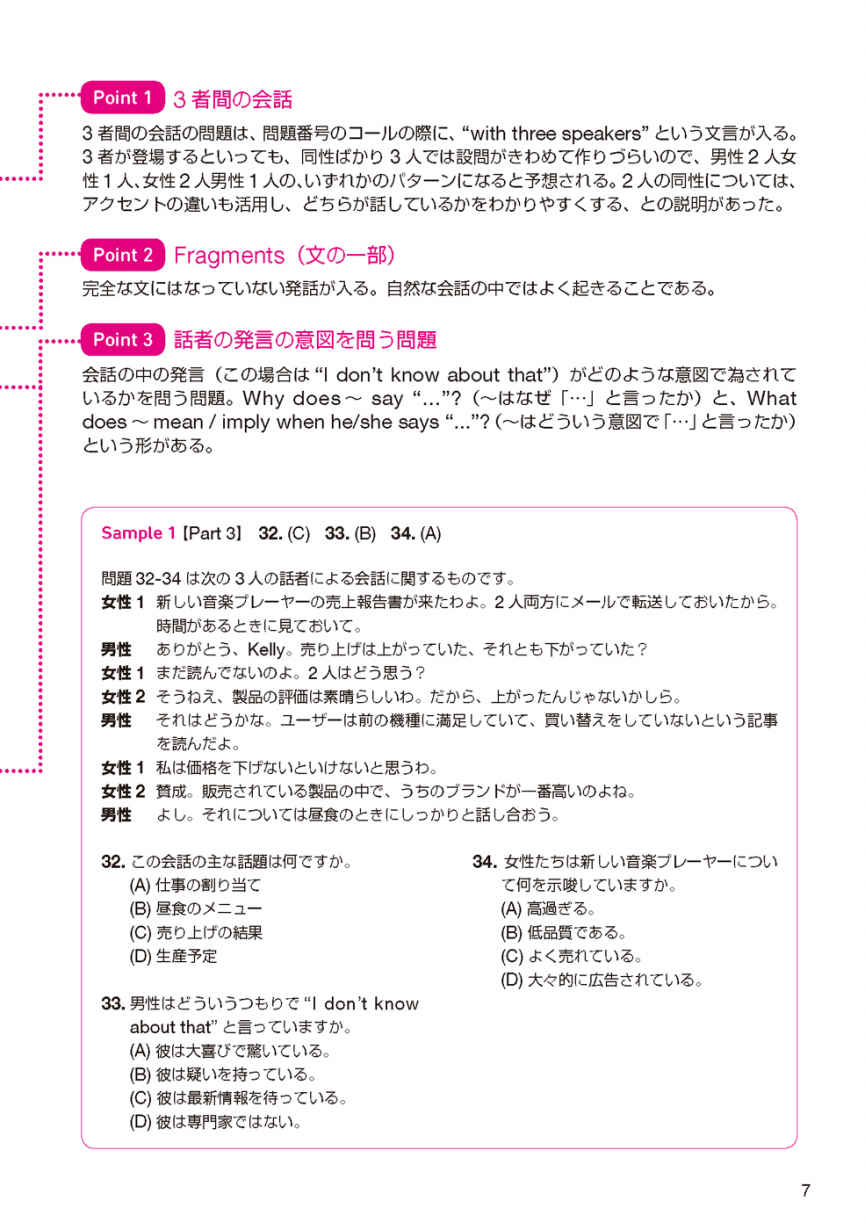 Point 1 3者間の会話
3者間の会話の問題は、問題番号のコールの際に、“with three speakers” という文言が入る。
3者が登場するといっても、同性ばかり3人では設問がきわめて作りづらいので、男性2人女
性1人、女性2人男性1人の、いずれかのパターンになると予想される。2人の同性については、
アクセントの違いも活用し、どちらが話しているかをわかりやすくする、との説明があった。
Point 2 Fragments（文の一部）
完全な文にはなっていない発話が入る。自然な会話の中ではよく起きることである。
Point 3 話者の発言の意図を問う問題
会話の中の発言（この場合は “I don’t know about that”）がどのような意図で為されて
いるかを問う問題。Why does～ say “...”?（～はなぜ「…」と言ったか）と、What
does ～ mean / imply when he/she says “...”?（～はどういう意図で「…」と言ったか）
という形がある。
Sample 1【Part 3】 32. (C) 33. (B) 34. (A)
問題32-34は次の3人の話者による会話に関するものです。
女性1 新しい音楽プレーヤーの売上報告書が来たわよ。2人両方にメールで転送しておいたから。
時間があるときに見ておいて。
男性 ありがとう、Kelly。売り上げは上がっていた、それとも下がっていた？
女性1 まだ読んでないのよ。2人はどう思う？
女性2 そうねえ、製品の評価は素晴らしいわ。だから、上がったんじゃないかしら。
男性 それはどうかな。ユーザーは前の機種に満足していて、買い替えをしていないという記事
を読んだよ。
女性1 私は価格を下げないといけないと思うわ。
女性2 賛成。販売されている製品の中で、うちのブランドが一番高いのよね。
男性 よし。それについては昼食のときにしっかりと話し合おう。
32. この会話の主な話題は何ですか。
(A) 仕事の割り当て
(B) 昼食のメニュー
(C) 売り上げの結果
(D) 生産予定
33. 男性はどういうつもりで “I don’t know
about that” と言っていますか。
(A) 彼は大喜びで驚いている。
(B) 彼は疑いを持っている。
(C) 彼は最新情報を待っている。
(D) 彼は専門家ではない。
34. 女性たちは新しい音楽プレーヤーについ
て何を示唆していますか。
(A) 高過ぎる。
(B) 低品質である。
(C) よく売れている。
(D) 大々的に広告されている。
7